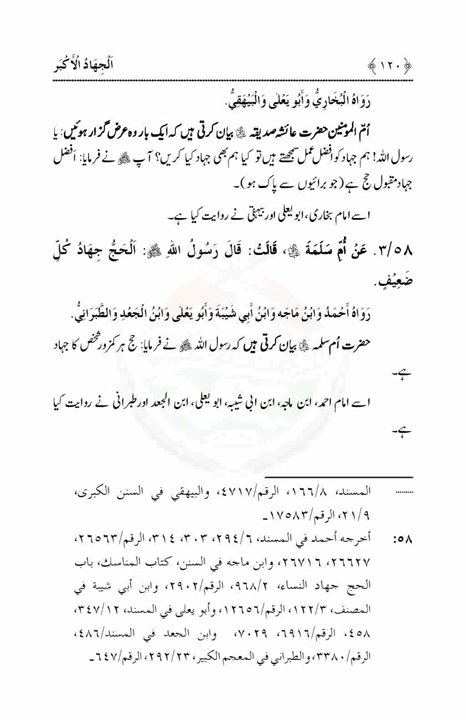 ﴿١٢٠﴾ اَلْجِهَادُ الْأَکْبَر
رَوَاهُ الْبُخَارِيُّ وَأَبُو يَعْلٰی وَالْبَيْهَقِيُّ.
اُمّ المؤمنین حضرت عائشہ صدیقہ بیان کرتی ہیں کہ ایک بار وہ عرض گزار ہوئیں: یا
رسول اللہ! ہم جہاد کو افضل عمل سمجھتے ہیں تو کیا ہم بھی جہاد کیا کریں؟ آپ ﷺ نے فرمایا: افضل
جہاد مقبول حج ہے (جو برائیوں سے پاک ہو)۔
اسے امام بخاری، ابو یعلی اور بیہقی نے روایت کیا ہے۔
٣/٥٨. عَنْ أُمِّ سَلَمَةَ، قَالَتْ: قَالَ رَسُوْلُ اللهِ ﷺ: اَلْحَجُّ جِهَادُ کُلِّ
ضَعِيْفٍ.
رَوَاهُ أَحْمَدُ وَابْنُ مَاجَه وَابْنُ أَبِي شَيْبَةَ وَأَبُو يَعْلٰی وَابْنُ الْجَعْدِ وَالطَّبَرَانِيُّ.
حضرت اُم سلمہ بیان کرتی ہیں کہ رسول اللہ ﷺ نے فرمایا: حج ہر کمزور شخص کا جہاد
ہے۔
اسے امام احمد، ابن ماجہ، ابن ابی شیبہ، ابو یعلی، ابن الجعد اور طبرانی نے روایت کیا
ہے۔
........ المسند، ٨/١٦٦، الرقم/٤٧١٧، والبيهقي في السنن الکبری،
٩/٢١، الرقم/١٧٥٨٣۔
٥٨: أخرجه أحمد في المسند، ٦/٢٩٤، ٣٠٣، ٣١٤، الرقم/٢٦٥٦٣،
٢٦٦٢٧، ٢٦٧١٦، وابن ماجه في السنن، کتاب المناسك، باب
الحج جهاد النساء، ٢/٩٦٨، الرقم/٢٩٠٢، وابن أبي شيبة في
المصنف، ٣/١٢٢، الرقم/١٢٦٥٦، وأبو يعلی في المسند، ١٢/٣٤٧،
٤٥٨، الرقم/٦٩١٦، ٧٠٢٩، وابن الجعد في المسند/٤٨٦،
الرقم/٣٣٨٠، والطبراني في المعجم الکبير، ٢٣/٢٩٢، الرقم/٦٤٧۔